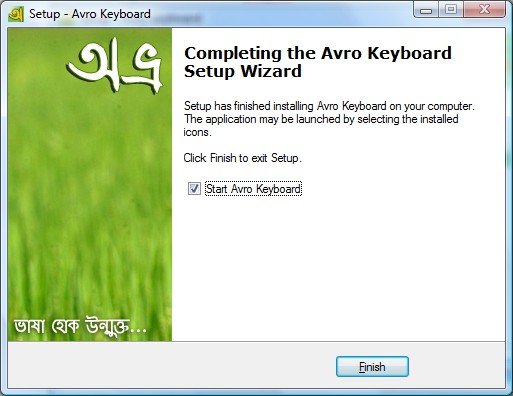 Setup - Avro Keyboard
অভ্র
Completing the Avro Keyboard
Setup Wizard
Setup has finished installing Avro Keyboard on your computer.
The application may be launched by selecting the installed
icons.
Click Finish to exit Setup.
Start Avro Keyboard
ভাষা হোক উন্মুক্ত...
Finish